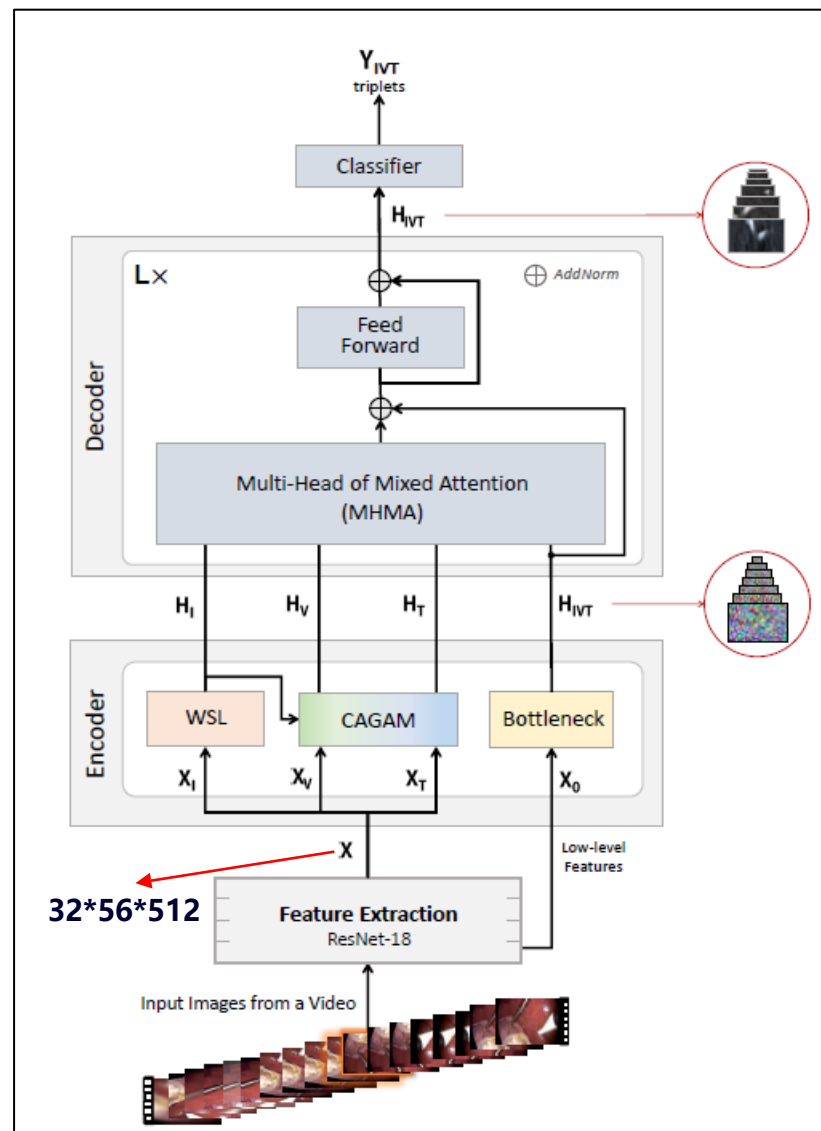 Y_IVT
triplets
Classifier
H_IVT
L×
⊕ AddNorm
Feed
Forward
Decoder
Multi-Head of Mixed Attention
(MHMA)
H_I H_V H_T H_IVT
Encoder
WSL CAGAM Bottleneck
X_I X_V X_T X_0
X
Low-level
Features
32*56*512
Feature Extraction
ResNet-18
Input Images from a Video